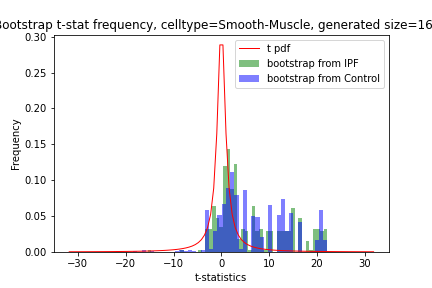 Bootstrap t-stat frequency, celltype=Smooth-Muscle, generated size=16
t pdf
bootstrap from IPF
bootstrap from Control
0.30
0.25
0.20
0.15
0.10
0.05
0.00
Frequency
−30
−20
−10
0
10
20
30
t-statistics